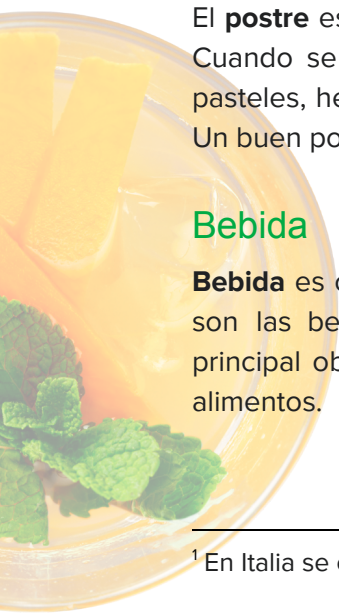 El postre es
Cuando se
pasteles, he
Un buen po
Bebida
Bebida es
son las be
principal ob
alimentos.
¹ En Italia se